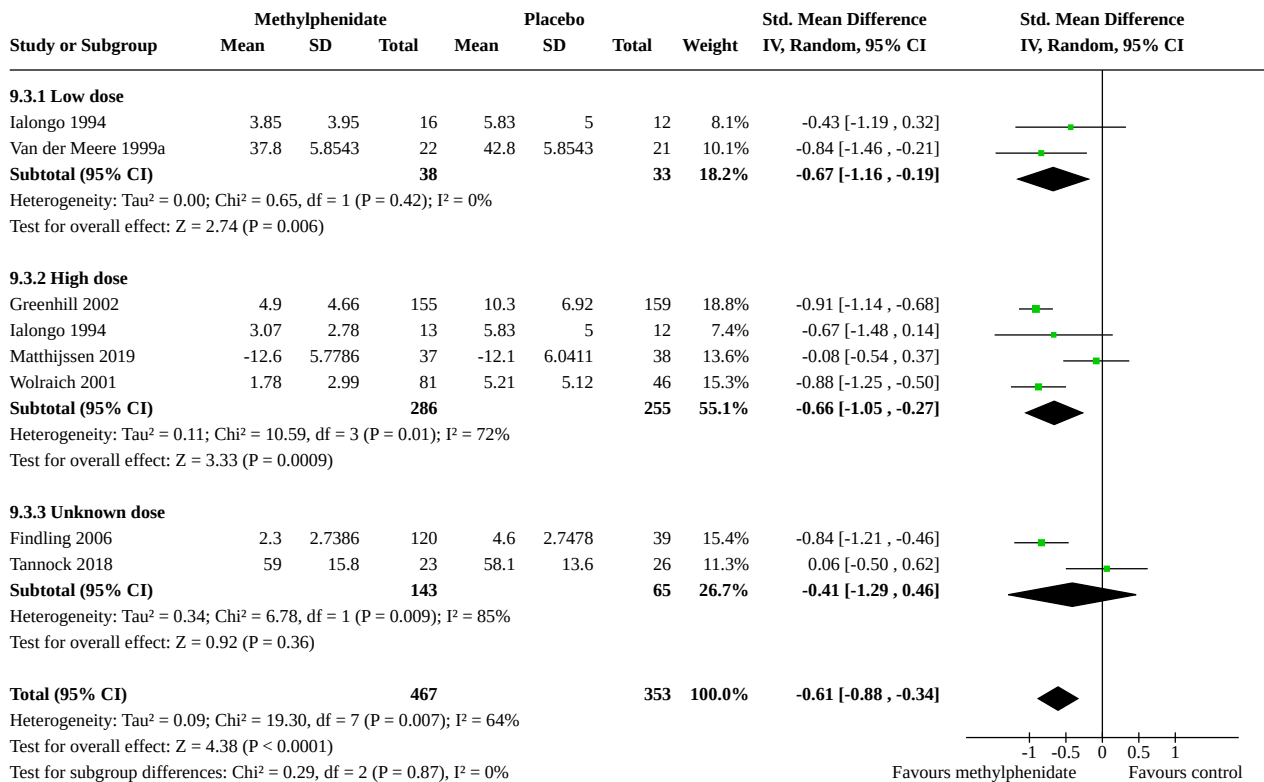 Methylphenidate Placebo Std. Mean Difference Std. Mean Difference
Study or Subgroup Mean SD Total Mean SD Total Weight IV, Random, 95% CI IV, Random, 95% CI
9.3.1 Low dose
Ialongo 1994 3.85 3.95 16 5.83 5 12 8.1% -0.43 [-1.19 , 0.32]
Van der Meere 1999a 37.8 5.8543 22 42.8 5.8543 21 10.1% -0.84 [-1.46 , -0.21]
Subtotal (95% CI) 38 33 18.2% -0.67 [-1.16 , -0.19]
Heterogeneity: Tau² = 0.00; Chi² = 0.65, df = 1 (P = 0.42); I² = 0%
Test for overall effect: Z = 2.74 (P = 0.006)
9.3.2 High dose
Greenhill 2002 4.9 4.66 155 10.3 6.92 159 18.8% -0.91 [-1.14 , -0.68]
Ialongo 1994 3.07 2.78 13 5.83 5 12 7.4% -0.67 [-1.48 , 0.14]
Matthijssen 2019 -12.6 5.7786 37 -12.1 6.0411 38 13.6% -0.08 [-0.54 , 0.37]
Wolraich 2001 1.78 2.99 81 5.21 5.12 46 15.3% -0.88 [-1.25 , -0.50]
Subtotal (95% CI) 286 255 55.1% -0.66 [-1.05 , -0.27]
Heterogeneity: Tau² = 0.11; Chi² = 10.59, df = 3 (P = 0.01); I² = 72%
Test for overall effect: Z = 3.33 (P = 0.0009)
9.3.3 Unknown dose
Findling 2006 2.3 2.7386 120 4.6 2.7478 39 15.4% -0.84 [-1.21 , -0.46]
Tannock 2018 59 15.8 23 58.1 13.6 26 11.3% 0.06 [-0.50 , 0.62]
Subtotal (95% CI) 143 65 26.7% -0.41 [-1.29 , 0.46]
Heterogeneity: Tau² = 0.34; Chi² = 6.78, df = 1 (P = 0.009); I² = 85%
Test for overall effect: Z = 0.92 (P = 0.36)
Total (95% CI) 467 353 100.0% -0.61 [-0.88 , -0.34]
Heterogeneity: Tau² = 0.09; Chi² = 19.30, df = 7 (P = 0.007); I² = 64%
Test for overall effect: Z = 4.38 (P < 0.0001) -1 -0.5 0 0.5 1
Test for subgroup differences: Chi² = 0.29, df = 2 (P = 0.87), I² = 0% Favours methylphenidate Favours control